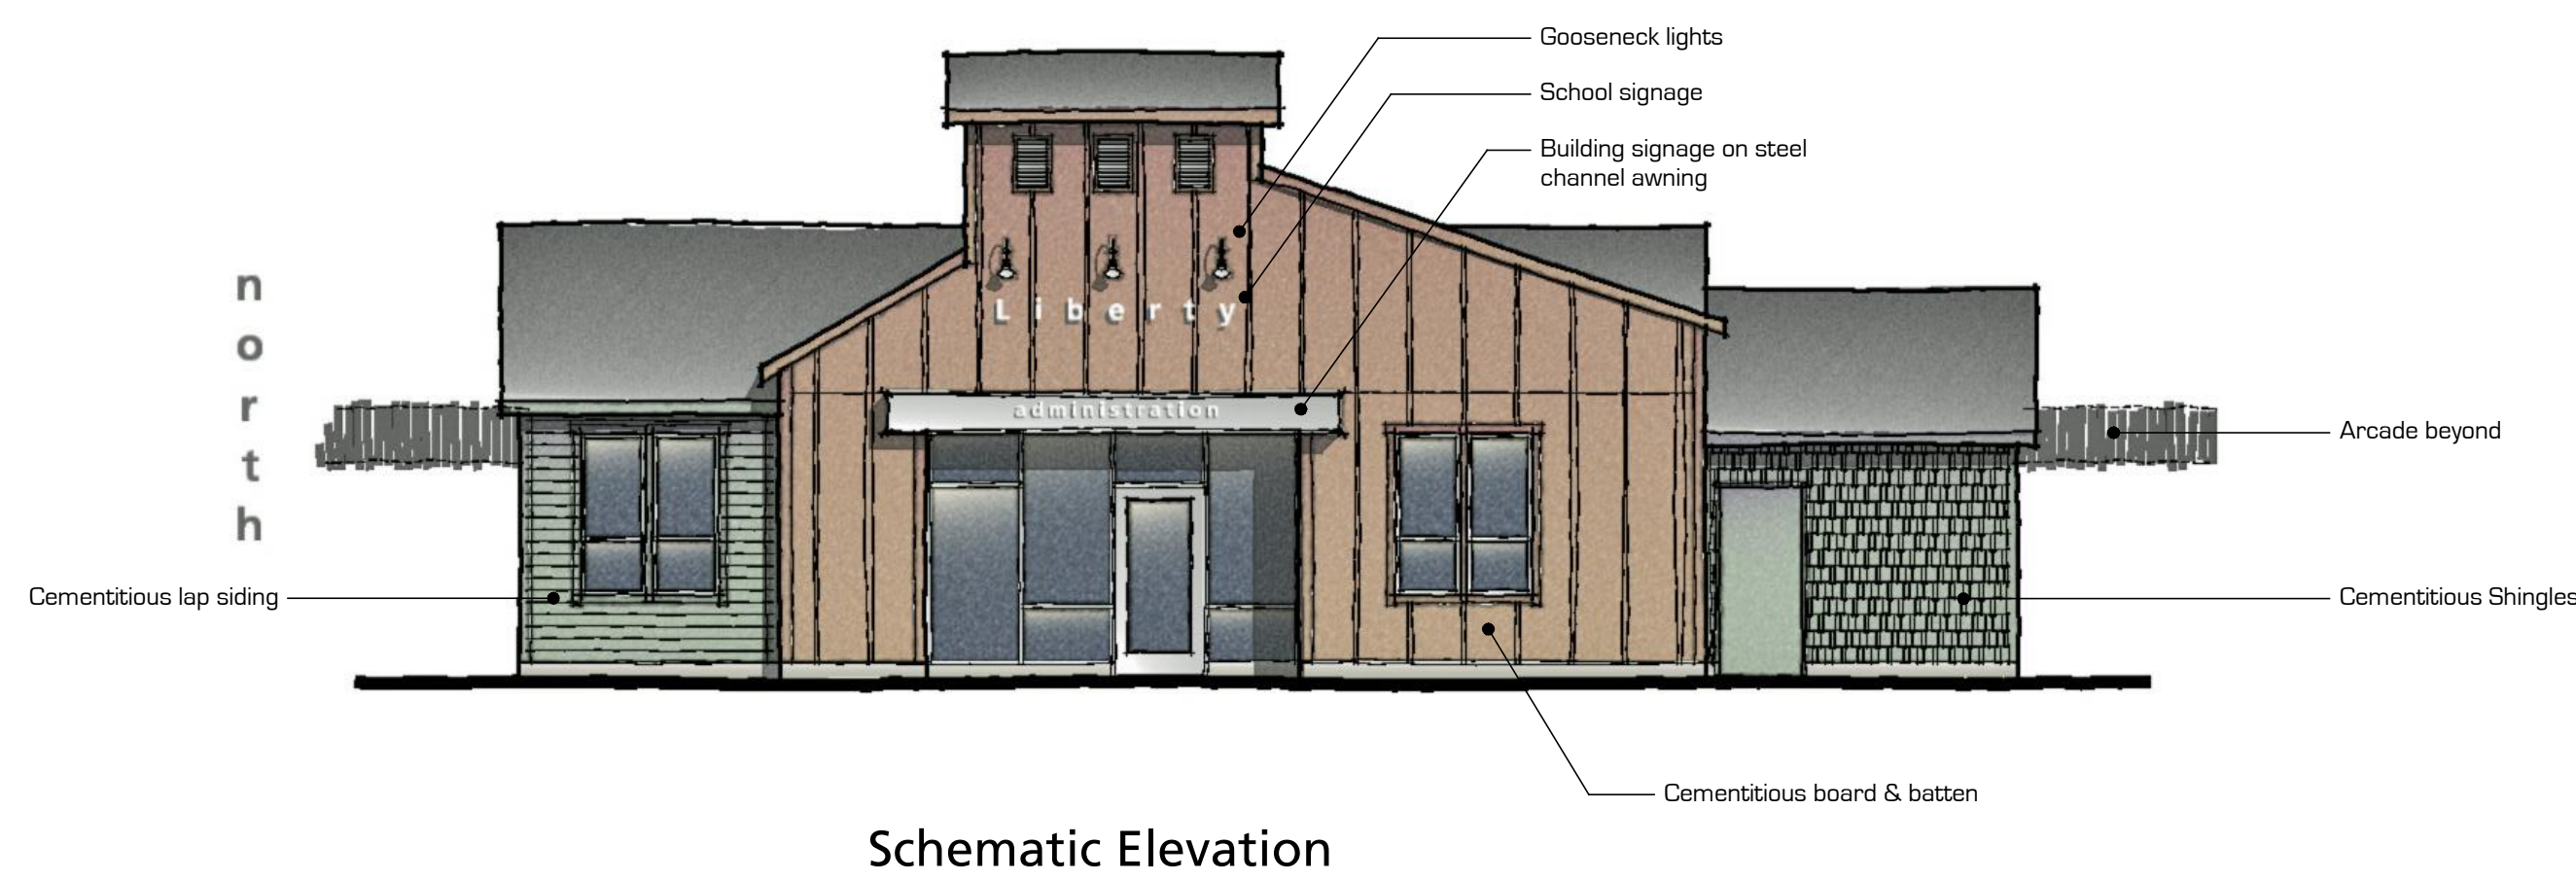 Gooseneck lights
School signage
Building signage on steel
channel awning
Liberty
north
administration
Arcade beyond
Cementitious lap siding
Cementitious Shingles
Cementitious board & batten
Schematic Elevation